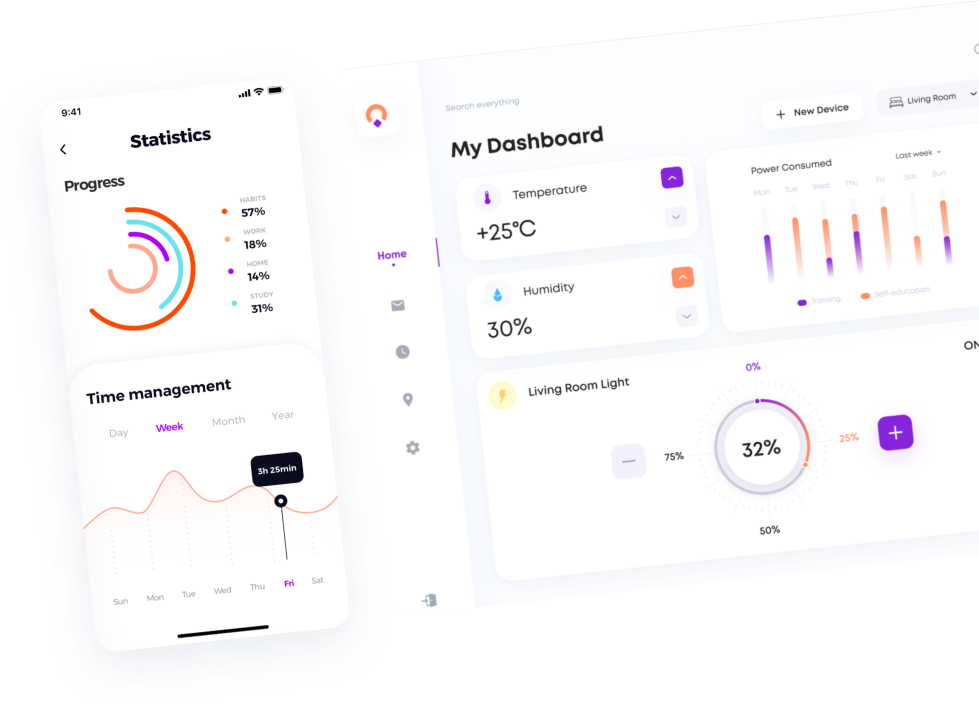 9:41
Statistics
Progress
HABITS
57%
WORK
18%
HOME
14%
STUDY
31%
Time management
Day Week Month Year
3h 25min
Sun Mon Tue Wed Thu Fri Sat
Search everything
My Dashboard
New Device
Living Room
Home
Temperature
+25°C
Humidity
30%
Power Consumed
Last week
Mon Tue Wed Thu Fri Sat Sun
Training Self-education
Living Room Light
ON
0%
25%
32%
75%
50%